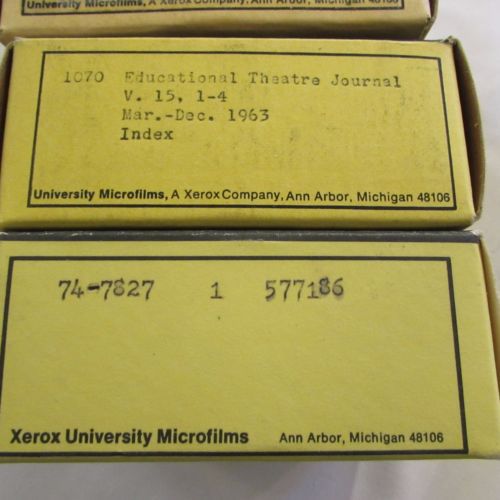 University Microfilms, A Xerox Company, Ann Arbor, Michigan 48106
1070 Educational Theatre Journal
V. 15, 1-4
Mar.-Dec. 1963
Index
University Microfilms, A Xerox Company, Ann Arbor, Michigan 48106
74-7827 1 577186
Xerox University Microfilms Ann Arbor, Michigan 48106